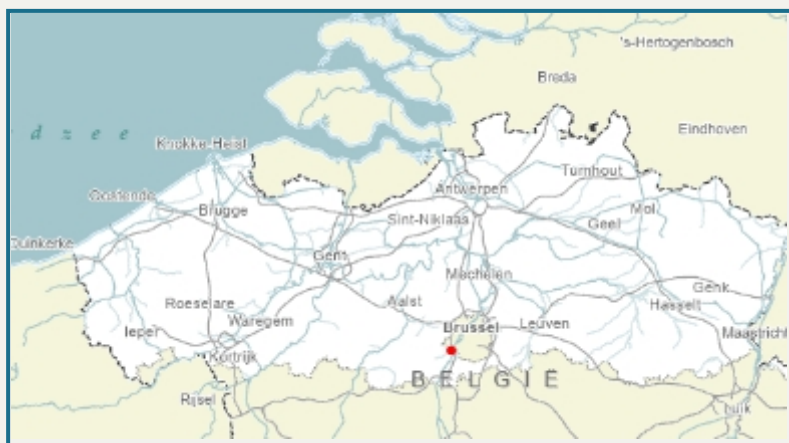 's-Hertogenbosch
Breda
Eindhoven
dzee
Knokke-Heist
Turnhout
Antwerpen
Oostende
Brugge
Sint-Niklaas
Mol
Geel
Duinkerke
Gent
Mechelen
Genk
Roeselare
Aalst
Hasselt
Waregem
Brussel
Leuven
Ieper
Maastricht
Kortrijk
BELGIË
Rijsel
Luik